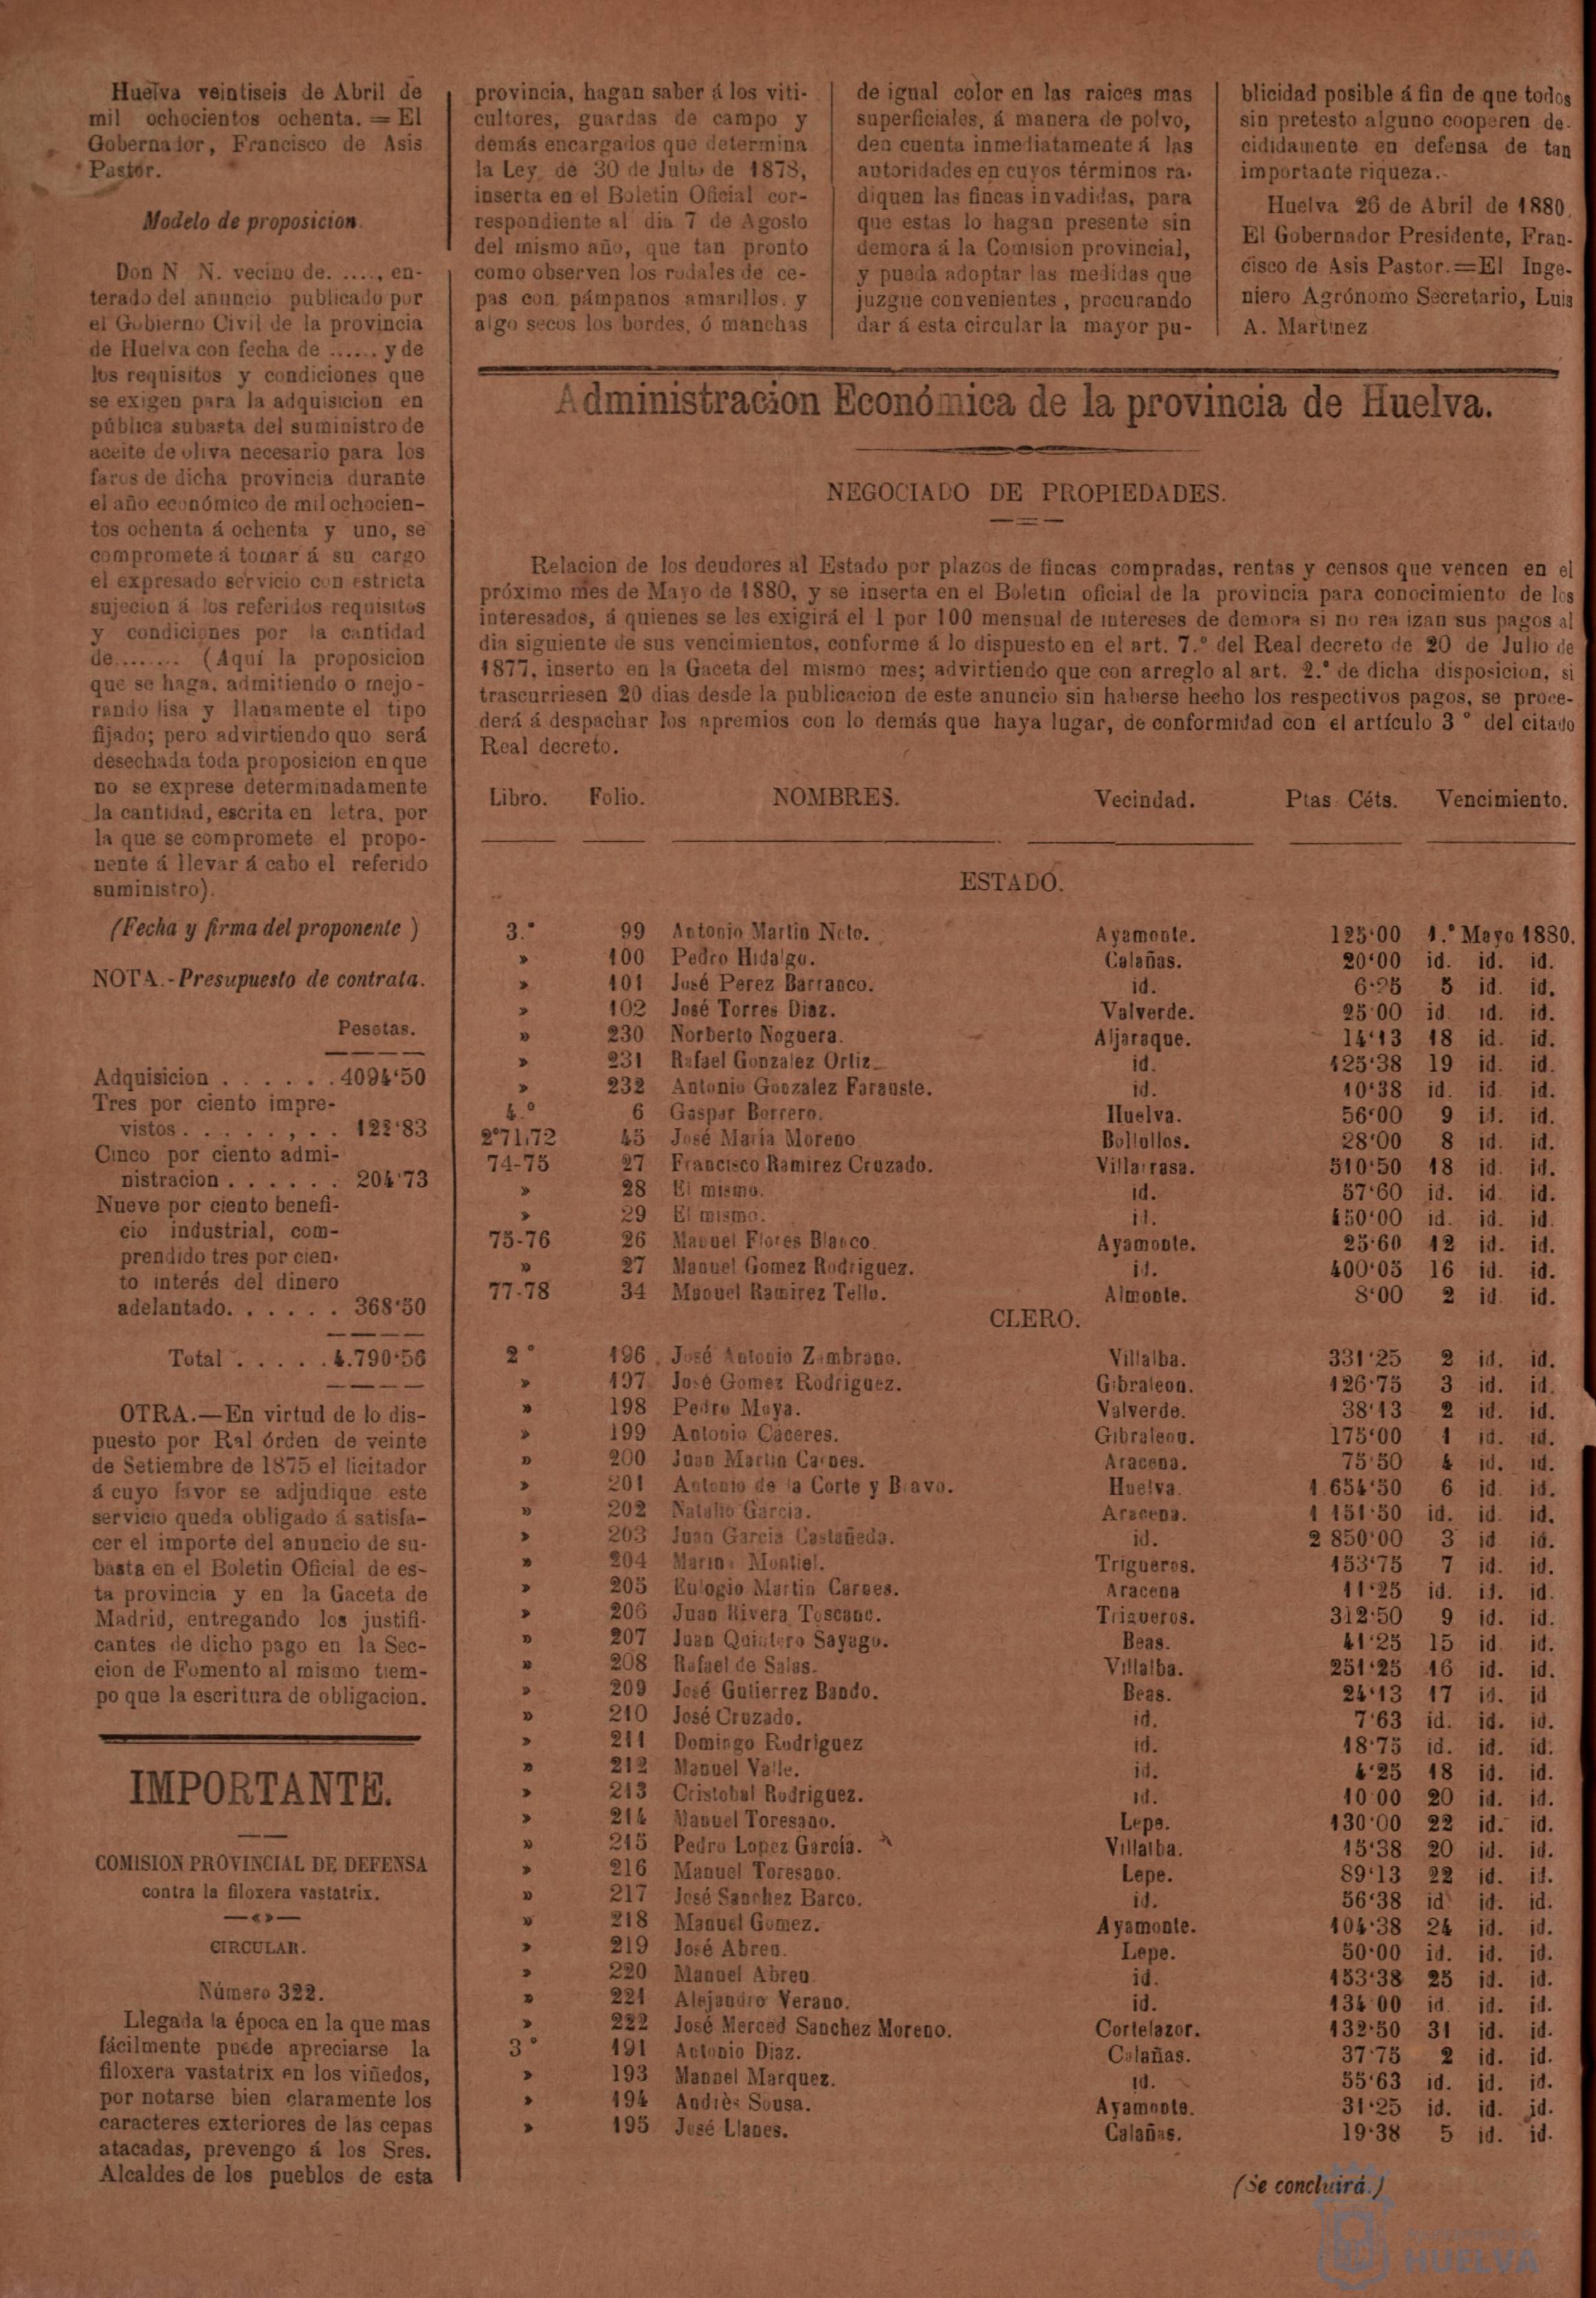 Huelva veintiseis de Abril de
mil ochocientos ochenta. = El
Gobernador, Francisco de Asis
Pastor.
Modelo de proposicion.
Don N N. vecino de. ...., en-
terado del anuncio publicado por
el Gobierno Civil de la provincia
de Huelva con fecha de ...... y de
los requisitos y condiciones que
se exigen para la adquisicion en
pública subasta del suministro de
aceite de oliva necesario para los
faros de dicha provincia durante
el año económico de mil ochocien-
tos ochenta á ochenta y uno, se
compromete á tomar á su cargo
el expresado servicio con estricta
sujecion á los referidos requisitos
y condiciones por la cantidad
de........ (Aquí la proposicion
que se haga, admitiendo o mejo-
rando lisa y llanamente el tipo
fijado; pero advirtiendo quo será
desechada toda proposicion en que
no se exprese determinadamente
la cantidad, escrita en letra, por
la que se compromete el propo-
nente á llevar á cabo el referido
suministro).
(Fecha y firma del proponente )
NOTA.-Presupuesto de contrata.
Pesetas.
Adquisicion . . . . . . 4094'50
Tres por ciento impre-
vistos . . . . . , . . 122'83
Cinco por ciento admi-
nistracion . . . . . . 204'73
Nueve por ciento benefi-
cio industrial, com-
prendido tres por cien-
to interés del dinero
adelantado. . . . . . 368'50
Total . . . . . 4.790'56
OTRA.—En virtud de lo dis-
puesto por Ral órden de veinte
de Setiembre de 1875 el licitador
á cuyo favor se adjudique este
servicio queda obligado á satisfa-
cer el importe del anuncio de su-
basta en el Boletin Oficial de es-
ta provincia y en la Gaceta de
Madrid, entregando los justifi-
cantes de dicho pago en la Sec-
cion de Fomento al mismo tiem-
po que la escritura de obligacion.
IMPORTANTE.
COMISION PROVINCIAL DE DEFENSA
contra la filoxera vastatrix.
CIRCULAR.
Número 322.
Llegada la época en la que mas
fácilmente puede apreciarse la
filoxera vastatrix en los viñedos,
por notarse bien claramente los
caracteres exteriores de las cepas
atacadas, prevengo á los Sres.
Alcaldes de los pueblos de esta
provincia, hagan saber á los viti-
cultores, guardas de campo y
demás encargados que determina
la Ley de 30 de Julio de 1878,
inserta en el Boletin Oficial cor-
respondiente al dia 7 de Agosto
del mismo año, que tan pronto
como observen los rodales de ce-
pas con pámpanos amarillos y
algo secos los bordes, ó manchas
de igual color en las raices mas
superficiales, á manera de polvo,
den cuenta inmediatamente á las
autoridades en cuyos términos ra-
diquen las fincas invadidas, para
que estas lo hagan presente sin
demora á la Comision provincial,
y pueda adoptar las medidas que
juzgue convenientes, procurando
dar á esta circular la mayor pu-
blicidad posible á fin de que todos
sin pretesto alguno cooperen de-
cididamente en defensa de tan
importante riqueza.
Huelva 26 de Abril de 1880.
El Gobernador Presidente, Fran-
cisco de Asis Pastor.=El Inge-
niero Agrónomo Secretario, Luis
A. Martinez
Administracion Económica de la provincia de Huelva.
NEGOCIADO DE PROPIEDADES.
Relacion de los deudores al Estado por plazos de fincas compradas, rentas y censos que vencen en el
próximo mes de Mayo de 1880, y se inserta en el Boletin oficial de la provincia para conocimiento de los
interesados, á quienes se les exigirá el 1 por 100 mensual de intereses de demora si no rea izan sus pagos al
dia siguiente de sus vencimientos, conforme á lo dispuesto en el art. 7.º del Real decreto de 20 de Julio de
1877, inserto en la Gaceta del mismo mes; advirtiendo que con arreglo al art. 2.º de dicha disposicion, si
trascurriesen 20 dias desde la publicacion de este anuncio sin haberse hecho los respectivos pagos, se proce-
derá á despachar los apremios con lo demás que haya lugar, de conformidad con el artículo 3 º del citado
Real decreto.
Libro. Folio. NOMBRES. Vecindad. Ptas Céts. Vencimiento.
ESTADO.
3.º 99 Antonio Martin Neto. Ayamonte. 125'00 1.º Mayo 1880.
» 100 Pedro Hidalgo. Calañas. 20'00 id. id. id.
» 101 José Perez Barranco. id. 6'25 5 id. id.
» 102 José Torres Diaz. Valverde. 25'00 id. id. id.
» 230 Norberto Noguera. Aljaraque. 14'13 18 id. id.
» 231 Rafael Gonzalez Ortiz id. 125'38 19 id. id.
» 232 Antonio Gonzalez Farauste. id. 10'38 id. id. id.
4.º 6 Gaspar Borrero. Huelva. 56'00 9 id. id.
2º71.72 45 José María Moreno Bollullos. 28'00 8 id. id.
74-75 27 Francisco Ramirez Cruzado. Villarrasa. 510'50 18 id. id.
» 28 El mismo. id. 57'60 id. id. id.
» 29 El mismo. id. 450'00 id. id. id.
75-76 26 Manuel Flores Blanco. Ayamonte. 25'60 12 id. id.
» 27 Manuel Gomez Rodriguez. id. 400'05 16 id. id.
77-78 34 Manuel Ramirez Tello. Almonte. 8'00 2 id. id.
CLERO.
2º 196 José Antonio Zambrano. Villalba. 331'25 2 id. id.
» 197 José Gomez Rodriguez. Gibraleon. 126'75 3 id. id.
» 198 Pedro Moya. Valverde. 38'13 2 id. id.
» 199 Antonio Cáceres. Gibraleon. 175'00 1 id. id.
» 200 Juan Martin Carnes. Aracena. 75'50 4 id. id.
» 201 Antonio de la Corte y Bravo. Huelva. 1.654'50 6 id. id.
» 202 Natalio Garcia. Aracena. 1 151'50 id. id. id.
» 203 Juan Garcia Castañeda. id. 2 850'00 3 id id.
» 204 Montiel. Trigueros. 153'75 7 id. id.
» 205 Eulogio Martin Carnes. Aracena 11'25 id. id. id.
» 206 Juan Rivera Toscano. Trigueros. 312'50 9 id. id.
» 207 Juan Quintero Sayago. Beas. 41'25 15 id. id.
» 208 Rafael de Salas. Villalba. 251'25 16 id. id.
» 209 José Gutierrez Bando. Beas. 24'13 17 id. id
» 210 José Cruzado. id. 7'63 id. id. id.
» 211 Domingo Rodriguez id. 18'75 id. id. id.
» 212 Manuel Valle. id. 4'25 18 id. id.
» 213 Cristobal Rodriguez. id. 10'00 20 id. id.
» 214 Manuel Toresano. Lepe. 130'00 22 id. id.
» 215 Pedro Lopez García. Villalba. 15'38 20 id. id.
» 216 Manuel Toresano. Lepe. 89'13 22 id. id.
» 217 José Sanchez Barco. id. 56'38 id id. id.
» 218 Manuel Gomez. Ayamonte. 104'38 24 id. id.
» 219 José Abreu. Lepe. 50'00 id. id. id.
» 220 Manuel Abreu id. 153'38 25 id. id.
» 221 Alejandro Verano. id. 134'00 id. id. id.
» 222 José Merced Sanchez Moreno. Cortelazor. 132'50 31 id. id.
3º 191 Antonio Diaz. Calañas. 37'75 2 id. id.
» 193 Manuel Marquez. id. 55'63 id. id. id.
» 194 Andrés Sousa. Ayamonte. 31'25 id. id. id.
» 195 José Llanes. Calañas. 19'38 5 id. id.
(Se concluirá.)
HUELVA